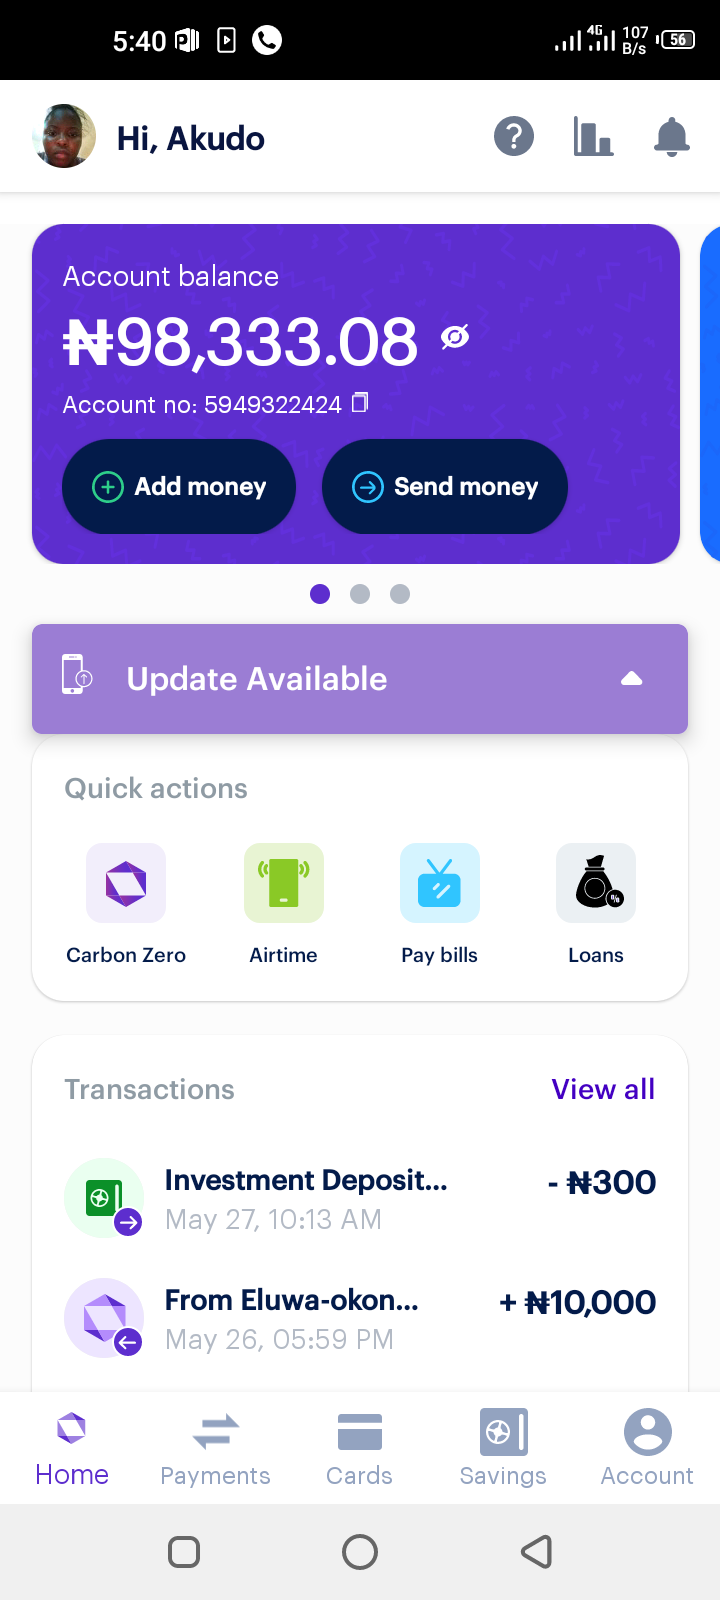 5:40
4G
107
B/s
56
Hi, Akudo
Account balance
₦98,333.08
Account no: 5949322424
Add money
Send money
Update Available
Quick actions
Carbon Zero
Airtime
Pay bills
%
Loans
Transactions
View all
Investment Deposit...
- ₦300
May 27, 10:13 AM
From Eluwa-okon...
+ ₦10,000
May 26, 05:59 PM
Home
Payments
Cards
Savings
Account